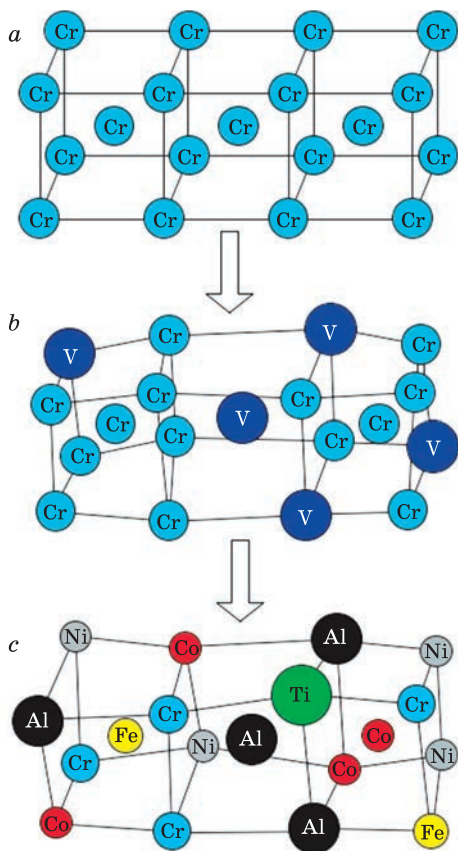 a
Cr Cr Cr Cr
Cr Cr Cr Cr
Cr Cr Cr
Cr Cr Cr Cr
Cr Cr Cr Cr
b
V Cr V Cr
Cr Cr Cr Cr
Cr V Cr
Cr Cr Cr V
Cr Cr V Cr
c
Ni Co Al Ni
Al Cr Ti Cr
Fe Al Co
Cr Ni Co Ni
Co Cr Al Fe